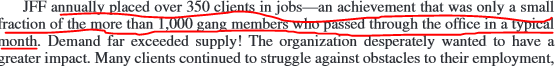 JFF annually placed over 350 clients in jobs—an achievement that was only a small
fraction of the more than 1,000 gang members who passed through the office in a typical
month. Demand far exceeded supply! The organization desperately wanted to have a
greater impact. Many clients continued to struggle against obstacles to their employment,